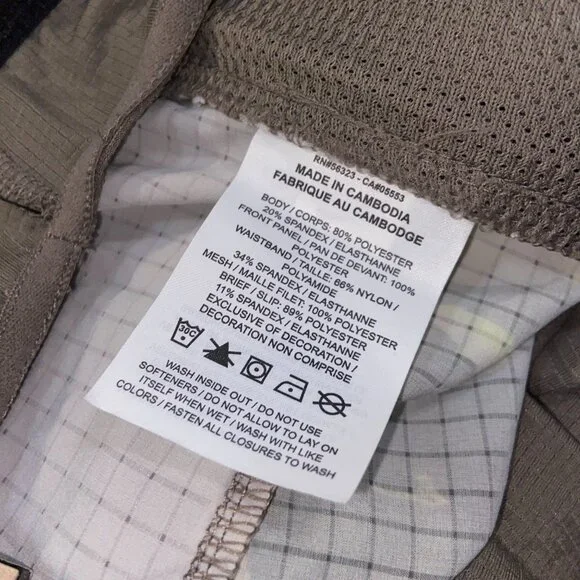 RN#56323 - CA#05553
MADE IN CAMBODIA
FABRIQUE AU CAMBODGE
BODY / CORPS: 80% POLYESTER
20% SPANDEX / ELASTHANNE
FRONT PANEL / PAN DE DEVANT: 100%
POLYESTER
WAISTBAND / TAILLE: 66% NYLON /
POLYAMIDE
34% SPANDEX / ELASTHANNE
MESH / MAILLE FILET: 100% POLYESTER
BRIEF / SLIP: 89% POLYESTER
11% SPANDEX / ELASTHANNE
EXCLUSIVE OF DECORATION /
DECORATION NON COMPRISE
30C
WASH INSIDE OUT / DO NOT USE
SOFTENERS / DO NOT ALLOW TO LAY ON
ITSELF WHEN WET / WASH WITH LIKE
COLORS / FASTEN ALL CLOSURES TO WASH